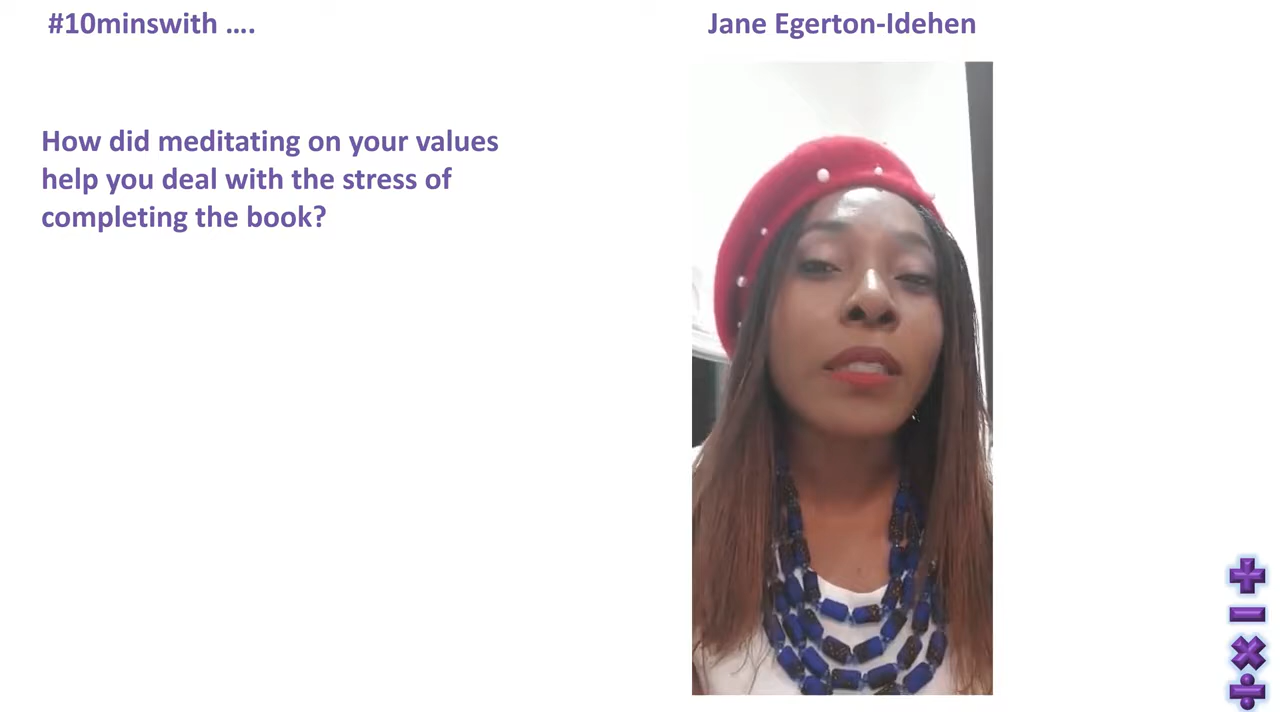 #10minswith ....
Jane Egerton-Idehen
How did meditating on your values
help you deal with the stress of
completing the book?